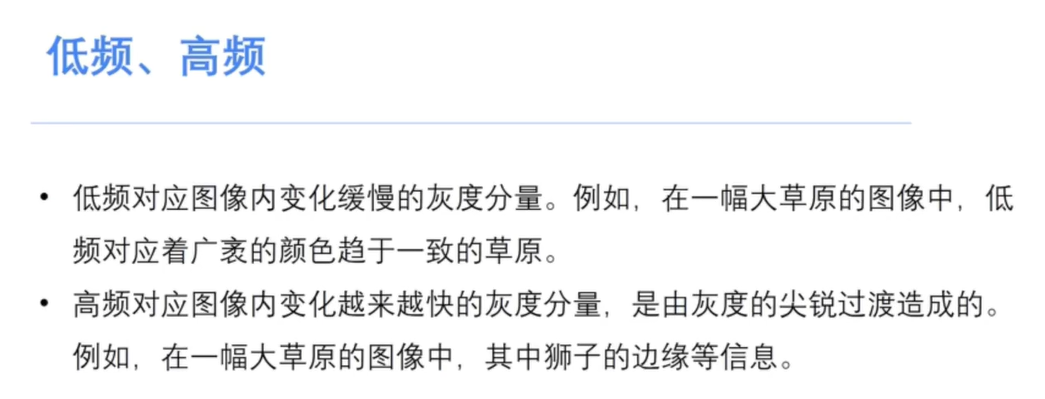 低频、高频
• 低频对应图像内变化缓慢的灰度分量。例如，在一幅大草原的图像中，低
频对应着广袤的颜色趋于一致的草原。
• 高频对应图像内变化越来越快的灰度分量，是由灰度的尖锐过渡造成的。
例如，在一幅大草原的图像中，其中狮子的边缘等信息。